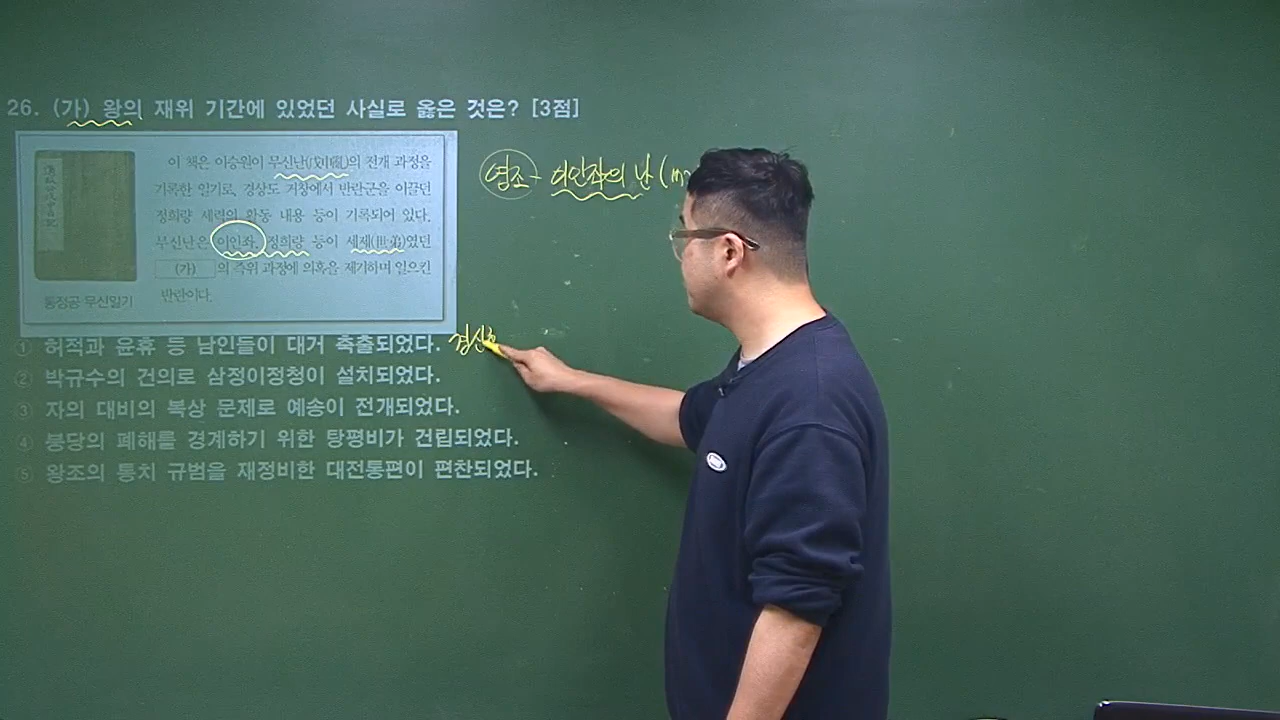 26. (가) 왕의 재위 기간에 있었던 사실로 옳은 것은? [3점]
이 책은 이승원이 무신난(戊申亂)의 전개 과정을
기록한 일기로, 경상도 거창에서 반란군을 이끌던
정희량 세력의 활동 내용 등이 기록되어 있다.
무신난은 이인좌, 정희량 등이 세제(世弟)였던
(가) 의 즉위 과정에 의혹을 제기하며 일으킨
반란이다.
통정공 무신일기
영조 - 이인좌의 난 (
① 허적과 윤휴 등 남인들이 대거 축출되었다. 경신
② 박규수의 건의로 삼정이정청이 설치되었다.
③ 자의 대비의 복상 문제로 예송이 전개되었다.
④ 붕당의 폐해를 경계하기 위한 탕평비가 건립되었다.
⑤ 왕조의 통치 규범을 재정비한 대전통편이 편찬되었다.